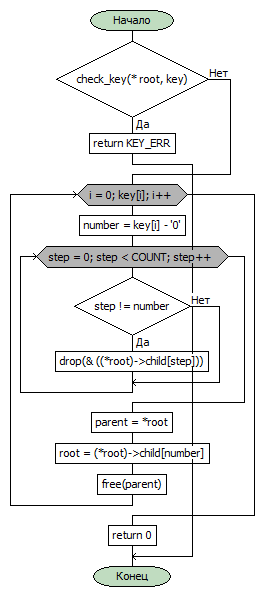 Начало
check_key(* root, key)
Нет
Да
return KEY_ERR
i = 0; key[i]; i++
number = key[i] - '0'
step = 0; step < COUNT; step++
step != number
Нет
Да
drop(& ((*root)->child[step]))
parent = *root
root = (*root)->child[number]
free(parent)
return 0
Конец